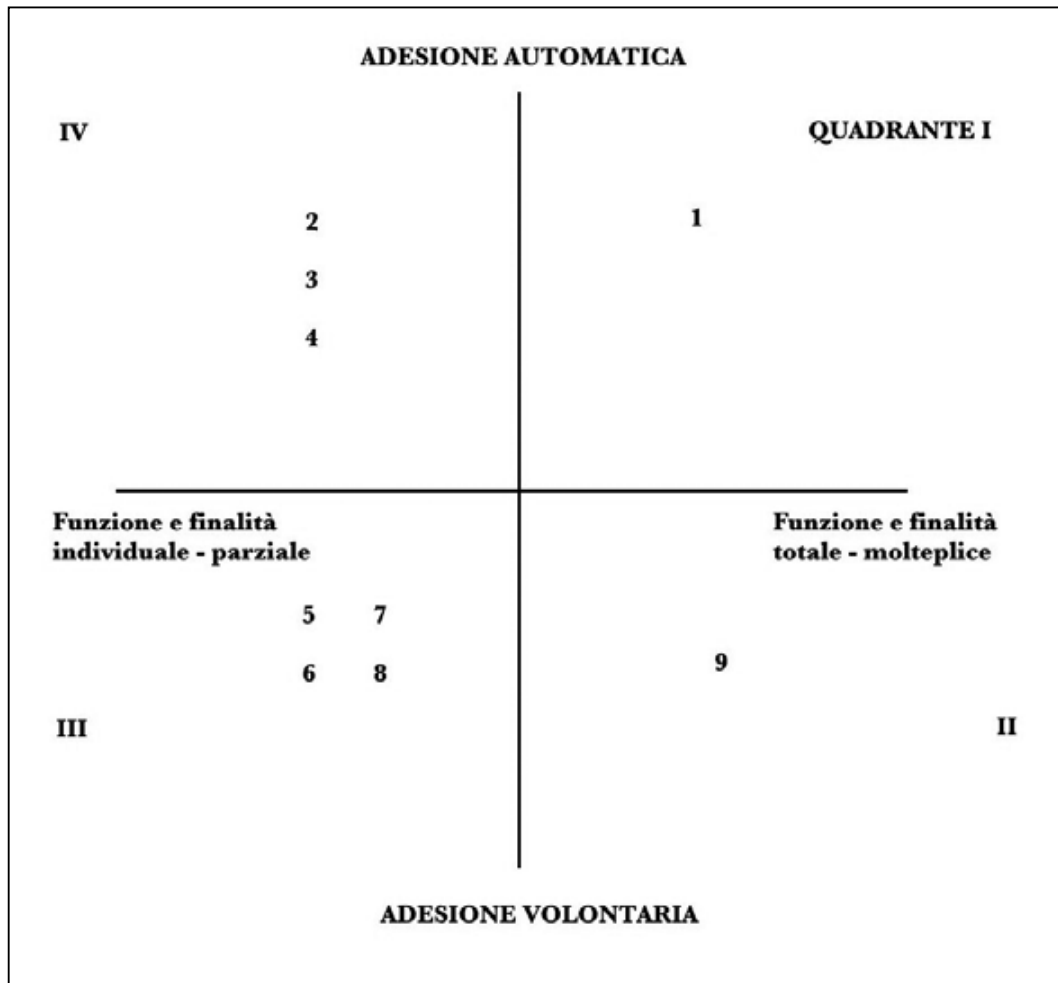 ADESIONE AUTOMATICA
IV
QUADRANTE I
2
1
3
4
Funzione e finalità
individuale - parziale
Funzione e finalità
totale - molteplice
5 7
9
6 8
III
II
ADESIONE VOLONTARIA